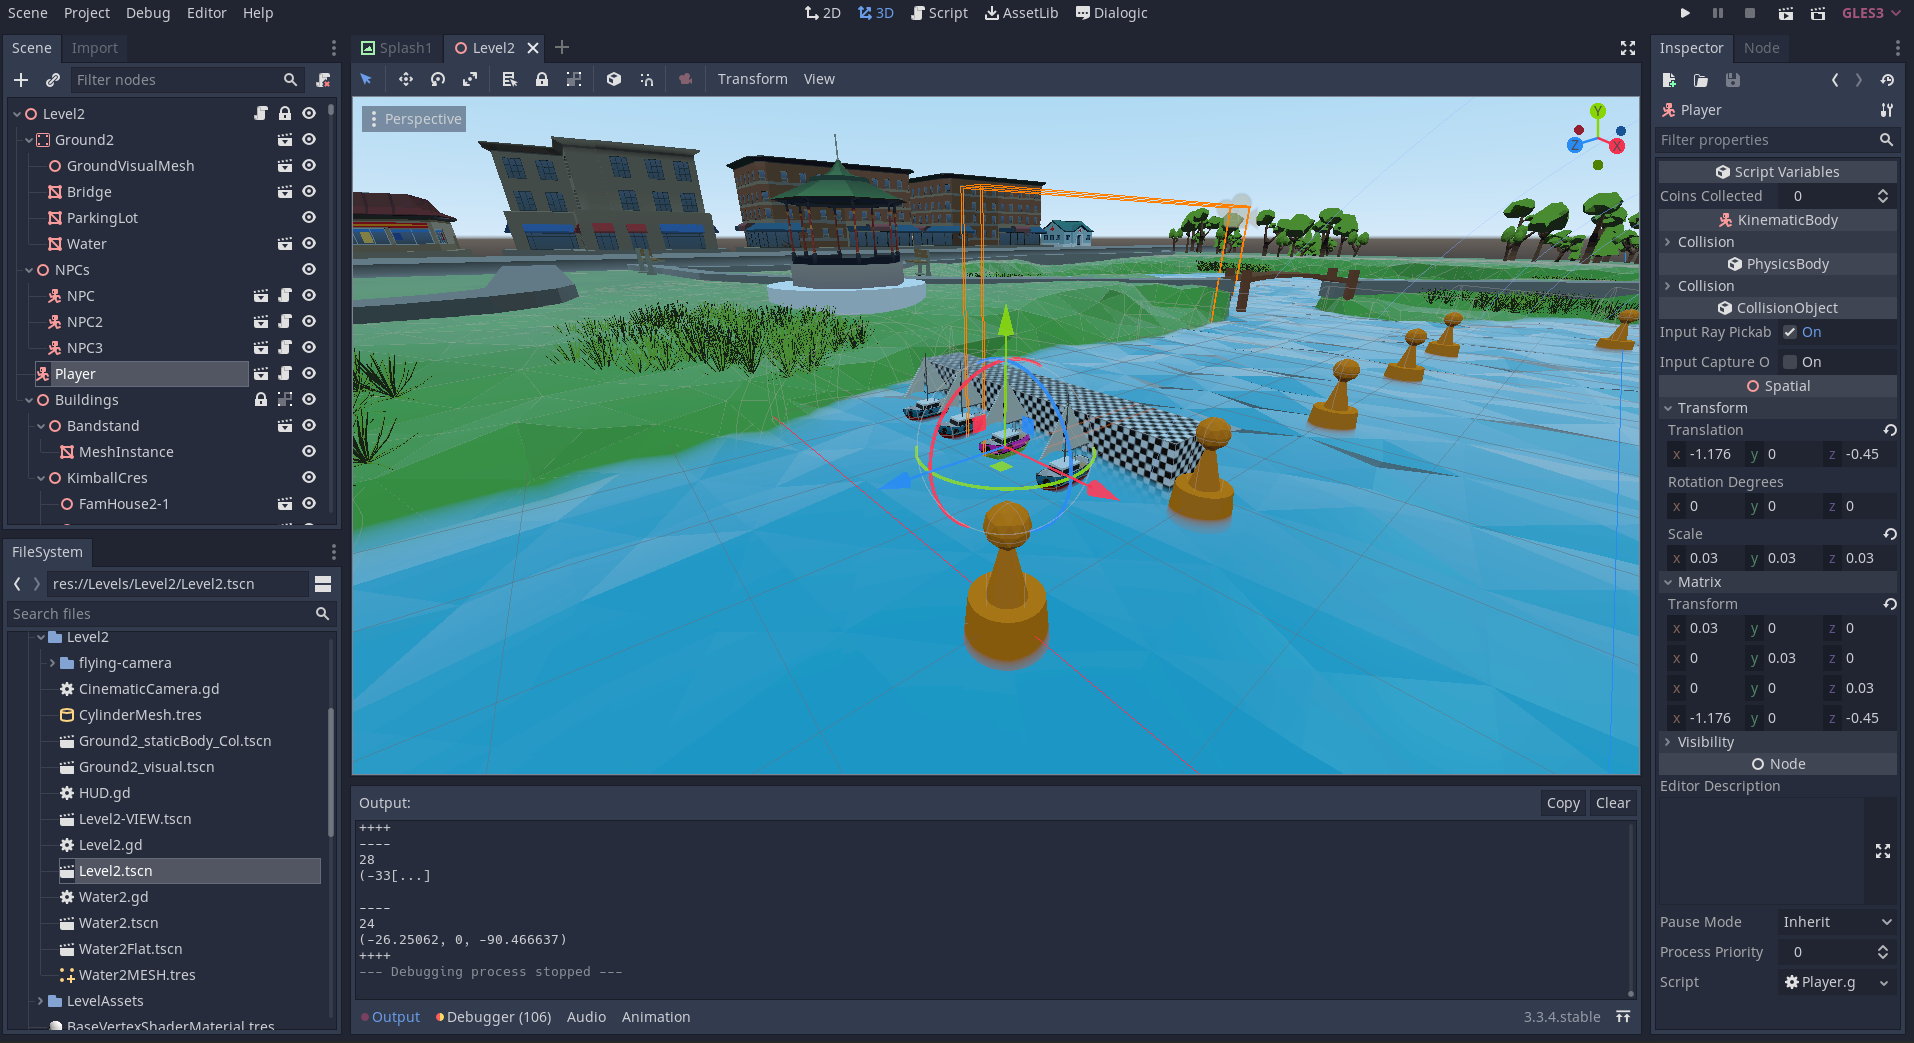 Scene Project Debug Editor Help
2D 3D Script AssetLib Dialogic
GLES3
Scene Import
Filter nodes
Level2
Ground2
GroundVisualMesh
Bridge
ParkingLot
Water
NPCs
NPC
NPC2
NPC3
Player
Buildings
Bandstand
MeshInstance
KimballCres
FamHouse2-1
FileSystem
res://Levels/Level2/Level2.tscn
Search files
Level2
flying-camera
CinematicCamera.gd
CylinderMesh.tres
Ground2_staticBody_Col.tscn
Ground2_visual.tscn
HUD.gd
Level2-VIEW.tscn
Level2.gd
Level2.tscn
Water2.gd
Water2.tscn
Water2Flat.tscn
Water2MESH.tres
LevelAssets
BaseVertexShaderMaterial.tres
Splash1 Level2
Transform View
Perspective
Y
Z X
Output:
Copy Clear
++++
----
28
(-33[...]
----
24
(-26.25062, 0, -90.466637)
++++
--- Debugging process stopped ---
Output Debugger (106) Audio Animation
3.3.4.stable
Inspector Node
Player
Filter properties
Script Variables
Coins Collected 0
KinematicBody
Collision
PhysicsBody
Collision
CollisionObject
Input Ray Pickab On
Input Capture O On
Spatial
Transform
Translation
x -1.176 y 0 z -0.45
Rotation Degrees
x 0 y 0 z 0
Scale
x 0.03 y 0.03 z 0.03
Matrix
Transform
x 0.03 y 0 z 0
x 0 y 0.03 z 0
x 0 y 0 z 0.03
x -1.176 y 0 z -0.45
Visibility
Node
Editor Description
Pause Mode Inherit
Process Priority 0
Script Player.g